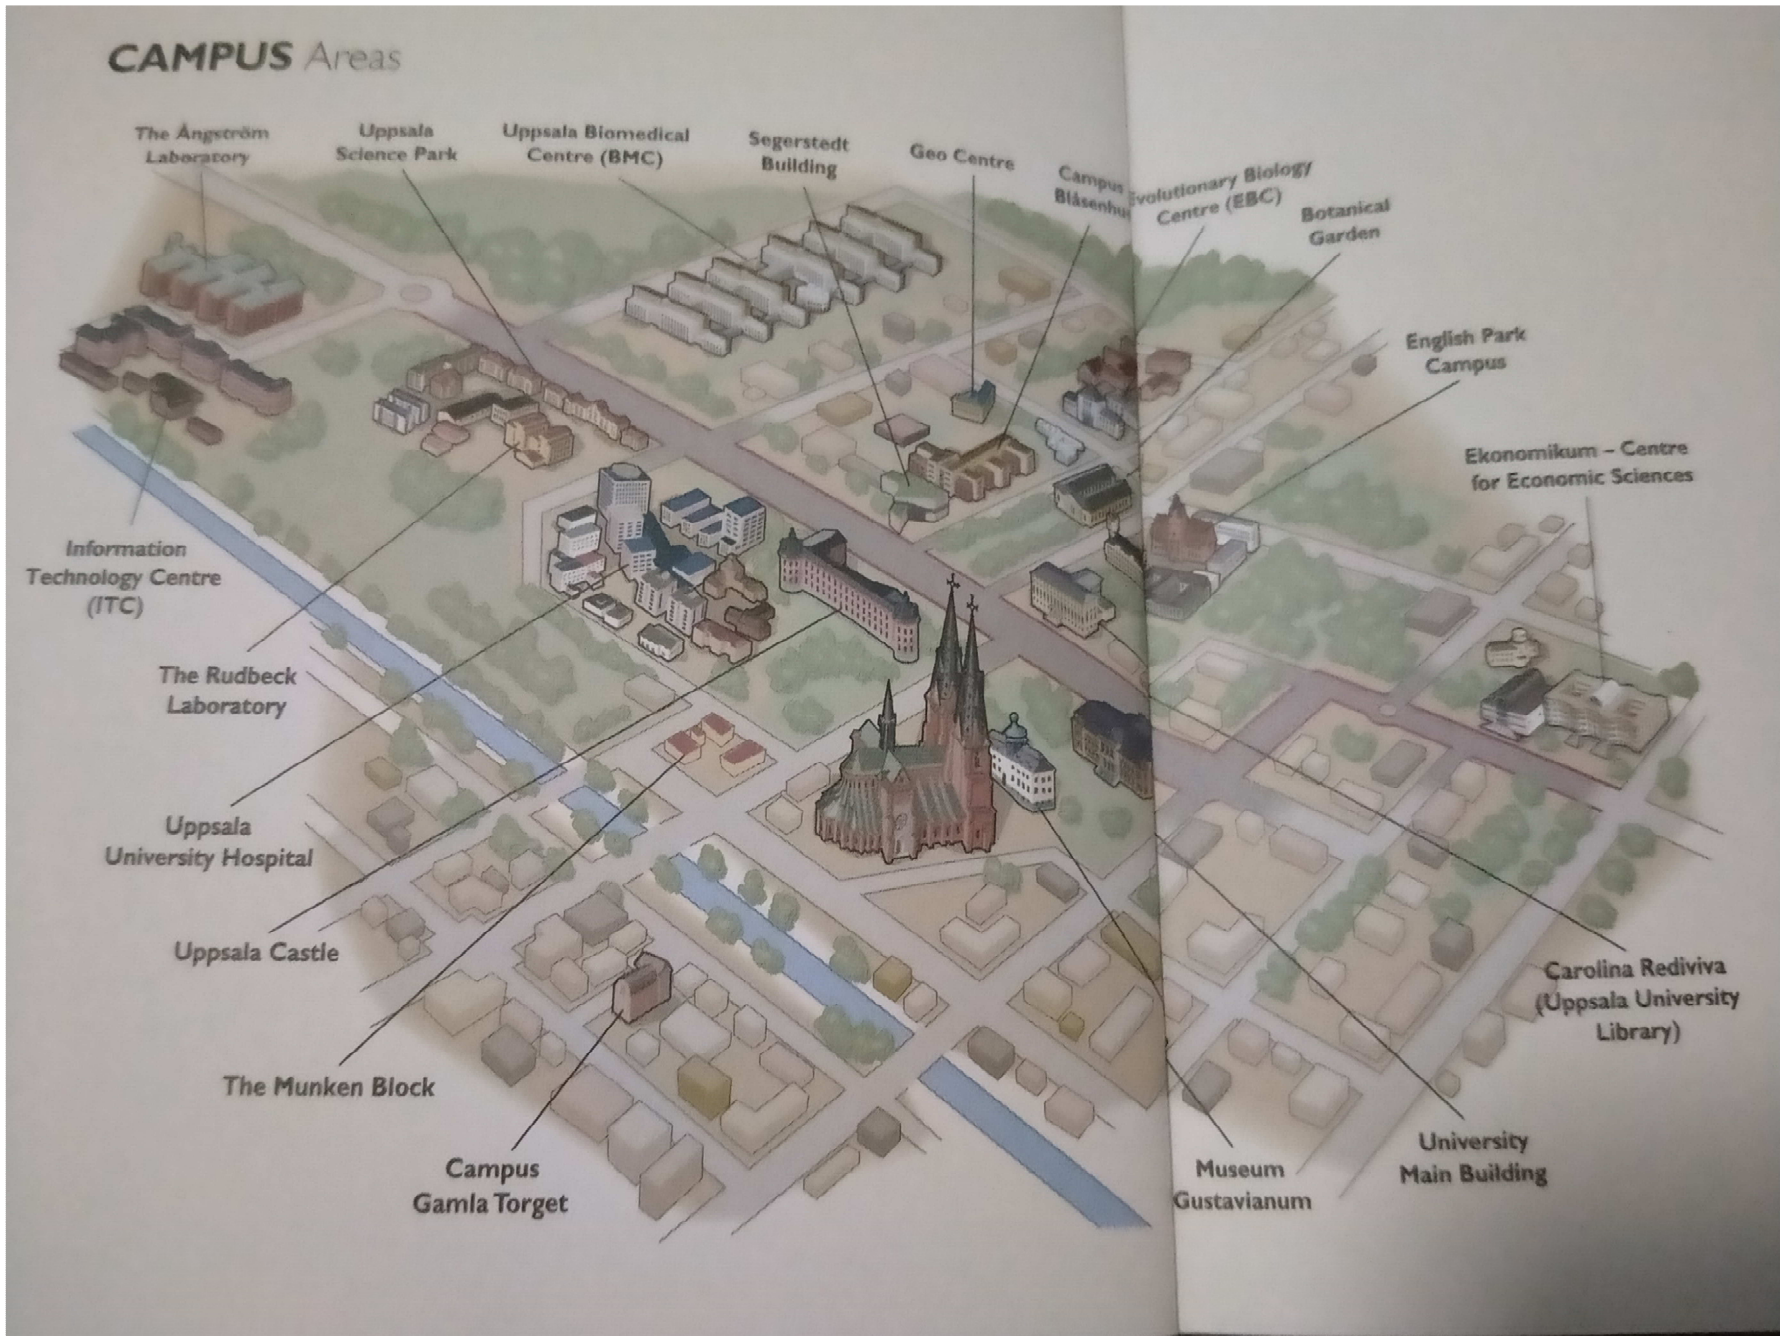 CAMPUS Areas
The Ångström
Laboratory
Uppsala
Science Park
Uppsala Biomedical
Centre (BMC)
Segerstedt
Building
Geo Centre
Campus
Blåsenhu
Evolutionary Biology
Centre (EBC)
Botanical
Garden
English Park
Campus
Ekonomikum – Centre
for Economic Sciences
Information
Technology Centre
(ITC)
The Rudbeck
Laboratory
Uppsala
University Hospital
Uppsala Castle
The Munken Block
Campus
Gamla Torget
Museum
Gustavianum
University
Main Building
Carolina Rediviva
(Uppsala University
Library)